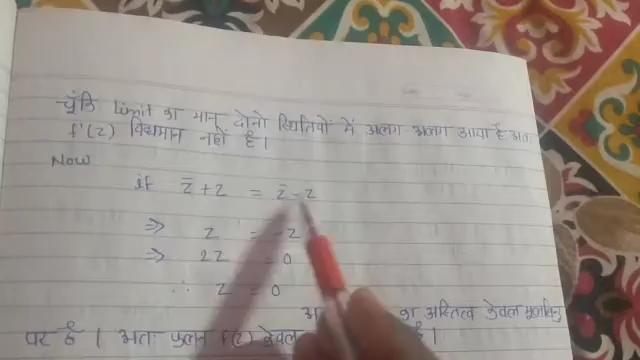 चूंकि limit का मान दोनो स्थितियों में अलग अलग आया है अतः
f'(z) विद्यमान नहीं है।
Now
if z̄ + z = z̄ - z
⇒ z = -z
⇒ 2z = 0
∴ z = 0
का अस्तित्व केवल मूलबिन्दु
पर है। अतः फलन f(z) केवल है।